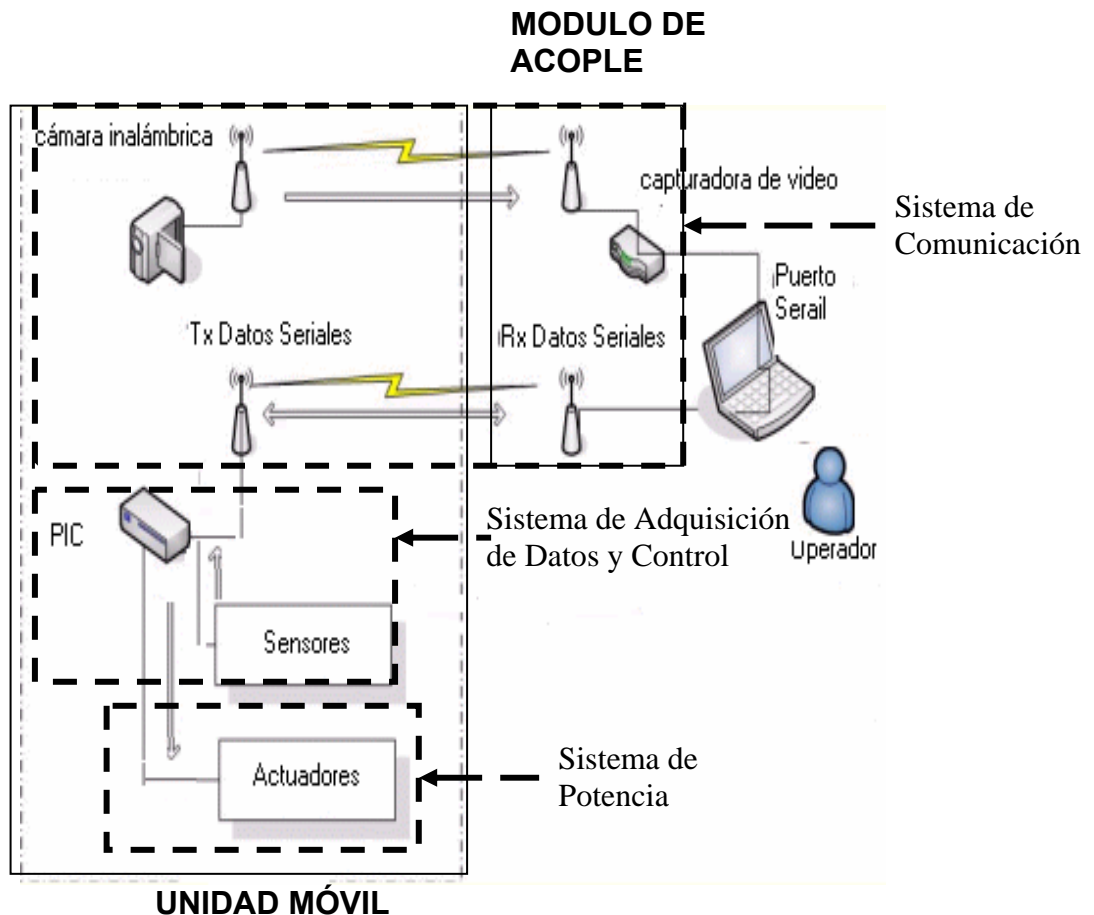 MODULO DE
ACOPLE
cámara inalámbrica
capturadora de video
Sistema de
Comunicación
Puerto
Serail
Tx Datos Seriales
Rx Datos Seriales
PIC
Sistema de Adquisición
de Datos y Control
Operador
Sensores
Actuadores
Sistema de
Potencia
UNIDAD MÓVIL